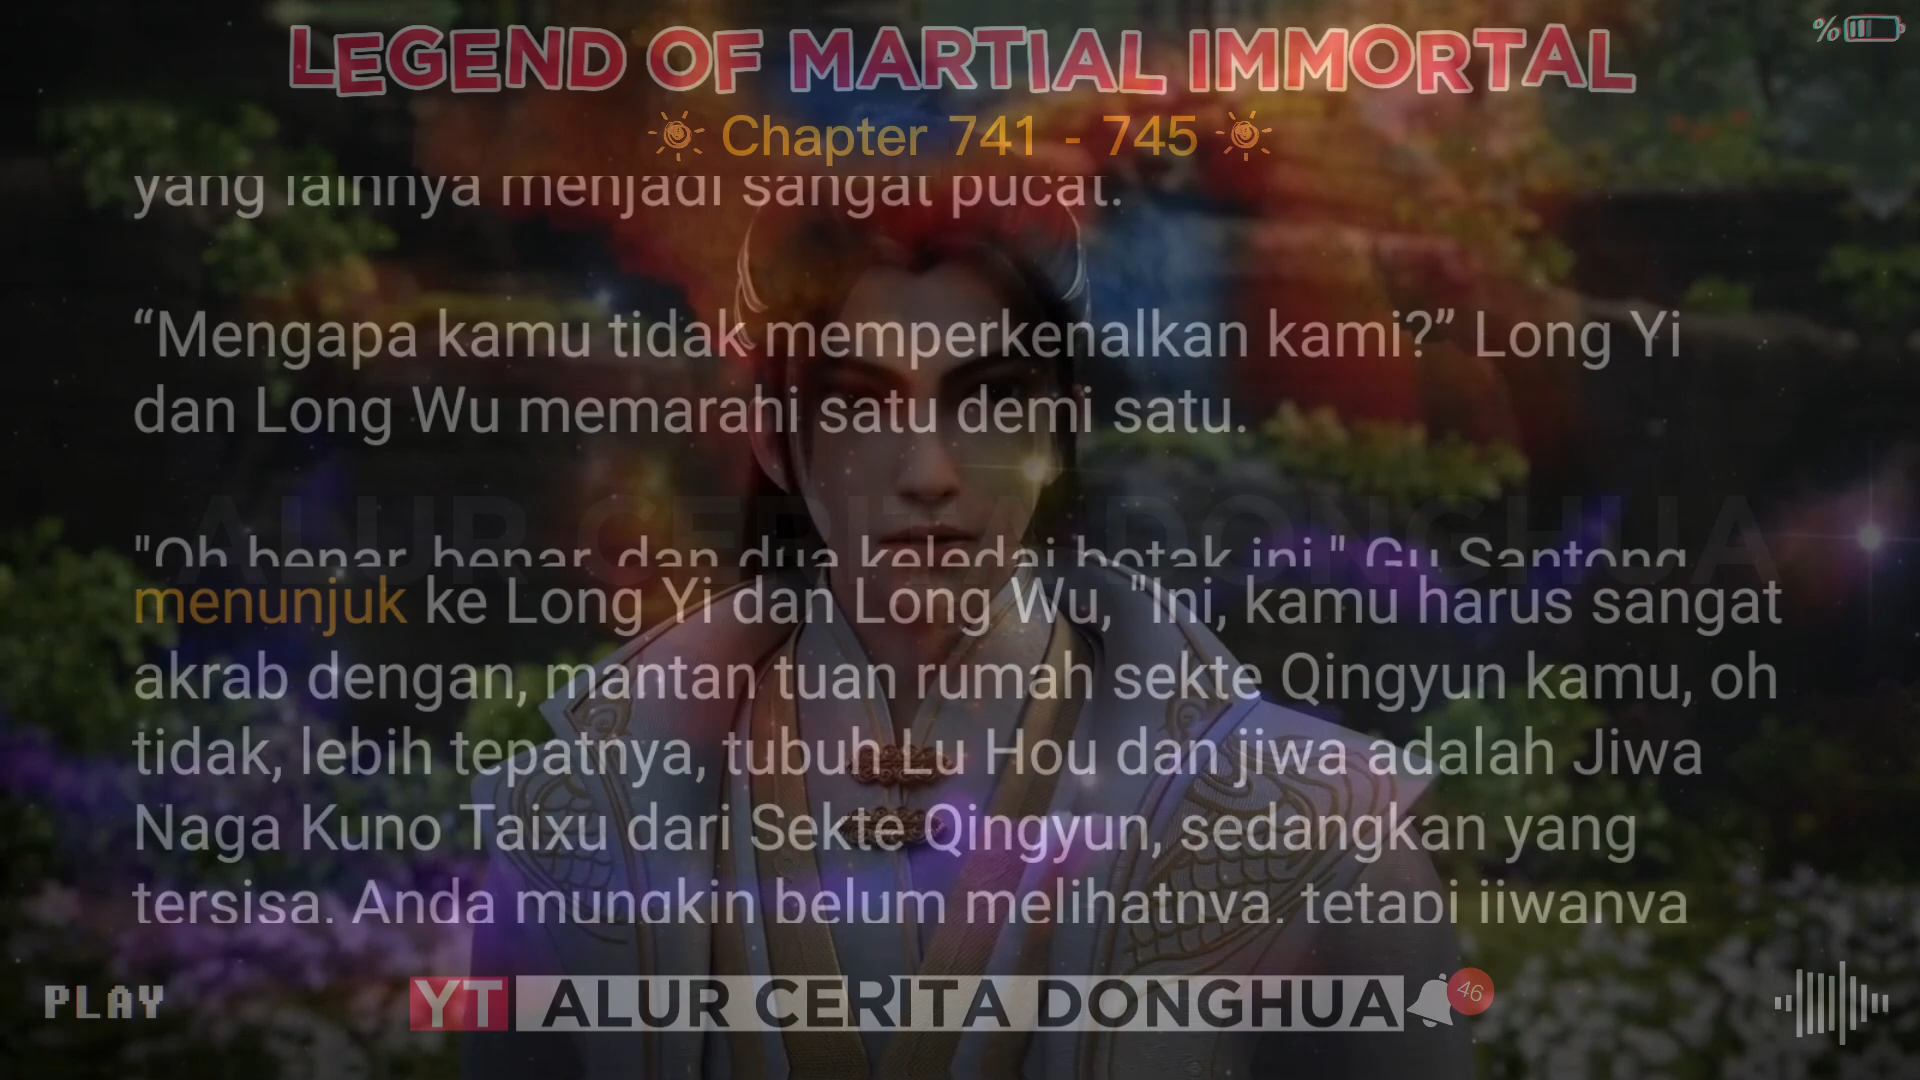 LEGEND OF MARTIAL IMMORTAL
%
Chapter 741 - 745
yang lainnya menjadi sangat pucat.
“Mengapa kamu tidak memperkenalkan kami?” Long Yi
dan Long Wu memarahi satu demi satu.
ALUR CERITA DONGHUA
"Oh benar, benar, dan dua keledai botak ini," Gu Santong
menunjuk ke Long Yi dan Long Wu, "Ini, kamu harus sangat
akrab dengan, mantan tuan rumah sekte Qingyun kamu, oh
tidak, lebih tepatnya, tubuh Lu Hou dan jiwa adalah Jiwa
Naga Kuno Taixu dari Sekte Qingyun, sedangkan yang
tersisa. Anda mungkin belum melihatnya, tetapi jiwanya
PLAY
YT ALUR CERITA DONGHUA 46